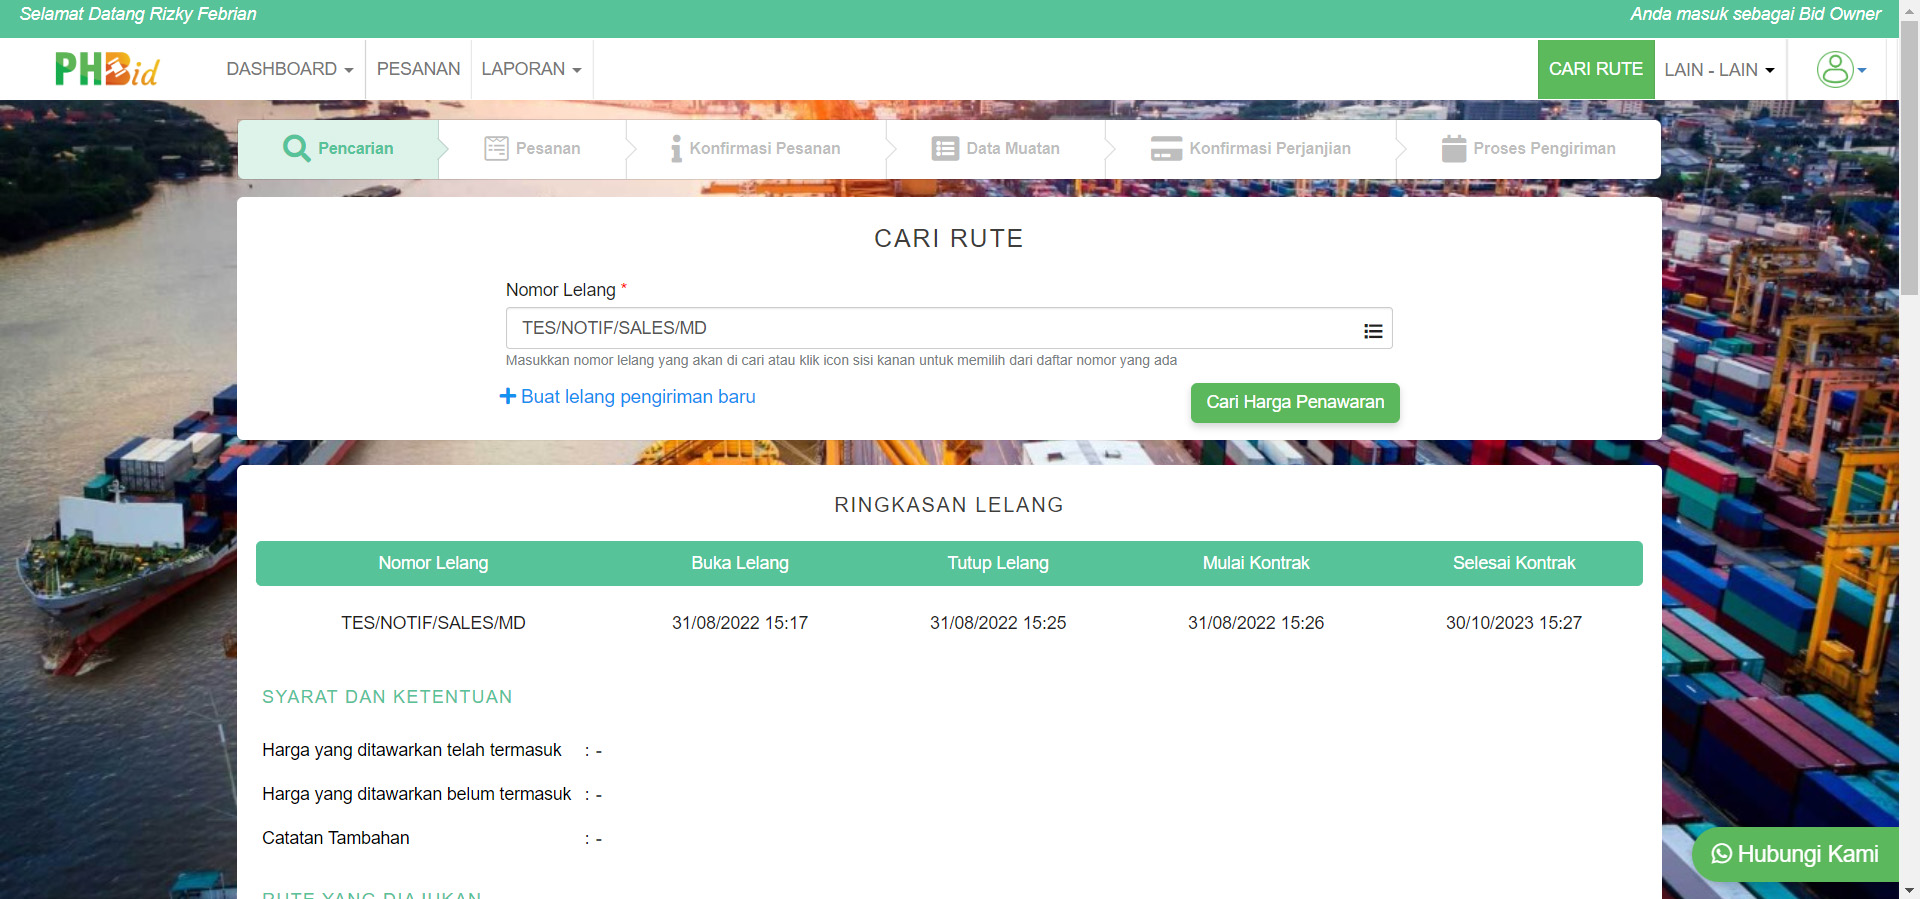 Selamat Datang Rizky Febrian
Anda masuk sebagai Bid Owner
PHBid
DASHBOARD
PESANAN
LAPORAN
CARI RUTE
LAIN - LAIN
Pencarian
Pesanan
Konfirmasi Pesanan
Data Muatan
Konfirmasi Perjanjian
Proses Pengiriman
CARI RUTE
Nomor Lelang *
TES/NOTIF/SALES/MD
Masukkan nomor lelang yang akan di cari atau klik icon sisi kanan untuk memilih dari daftar nomor yang ada
Buat lelang pengiriman baru
Cari Harga Penawaran
RINGKASAN LELANG
Nomor Lelang Buka Lelang Tutup Lelang Mulai Kontrak Selesai Kontrak
TES/NOTIF/SALES/MD 31/08/2022 15:17 31/08/2022 15:25 31/08/2022 15:26 30/10/2023 15:27
SYARAT DAN KETENTUAN
Harga yang ditawarkan telah termasuk : -
Harga yang ditawarkan belum termasuk : -
Catatan Tambahan : -
Hubungi Kami
RUTE YANG DIAJUKAN